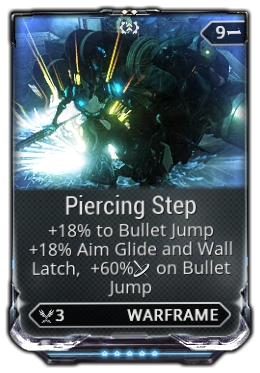 9
Piercing Step
+18% to Bullet Jump
+18% Aim Glide and Wall
Latch, +60% on Bullet
Jump
3 WARFRAME